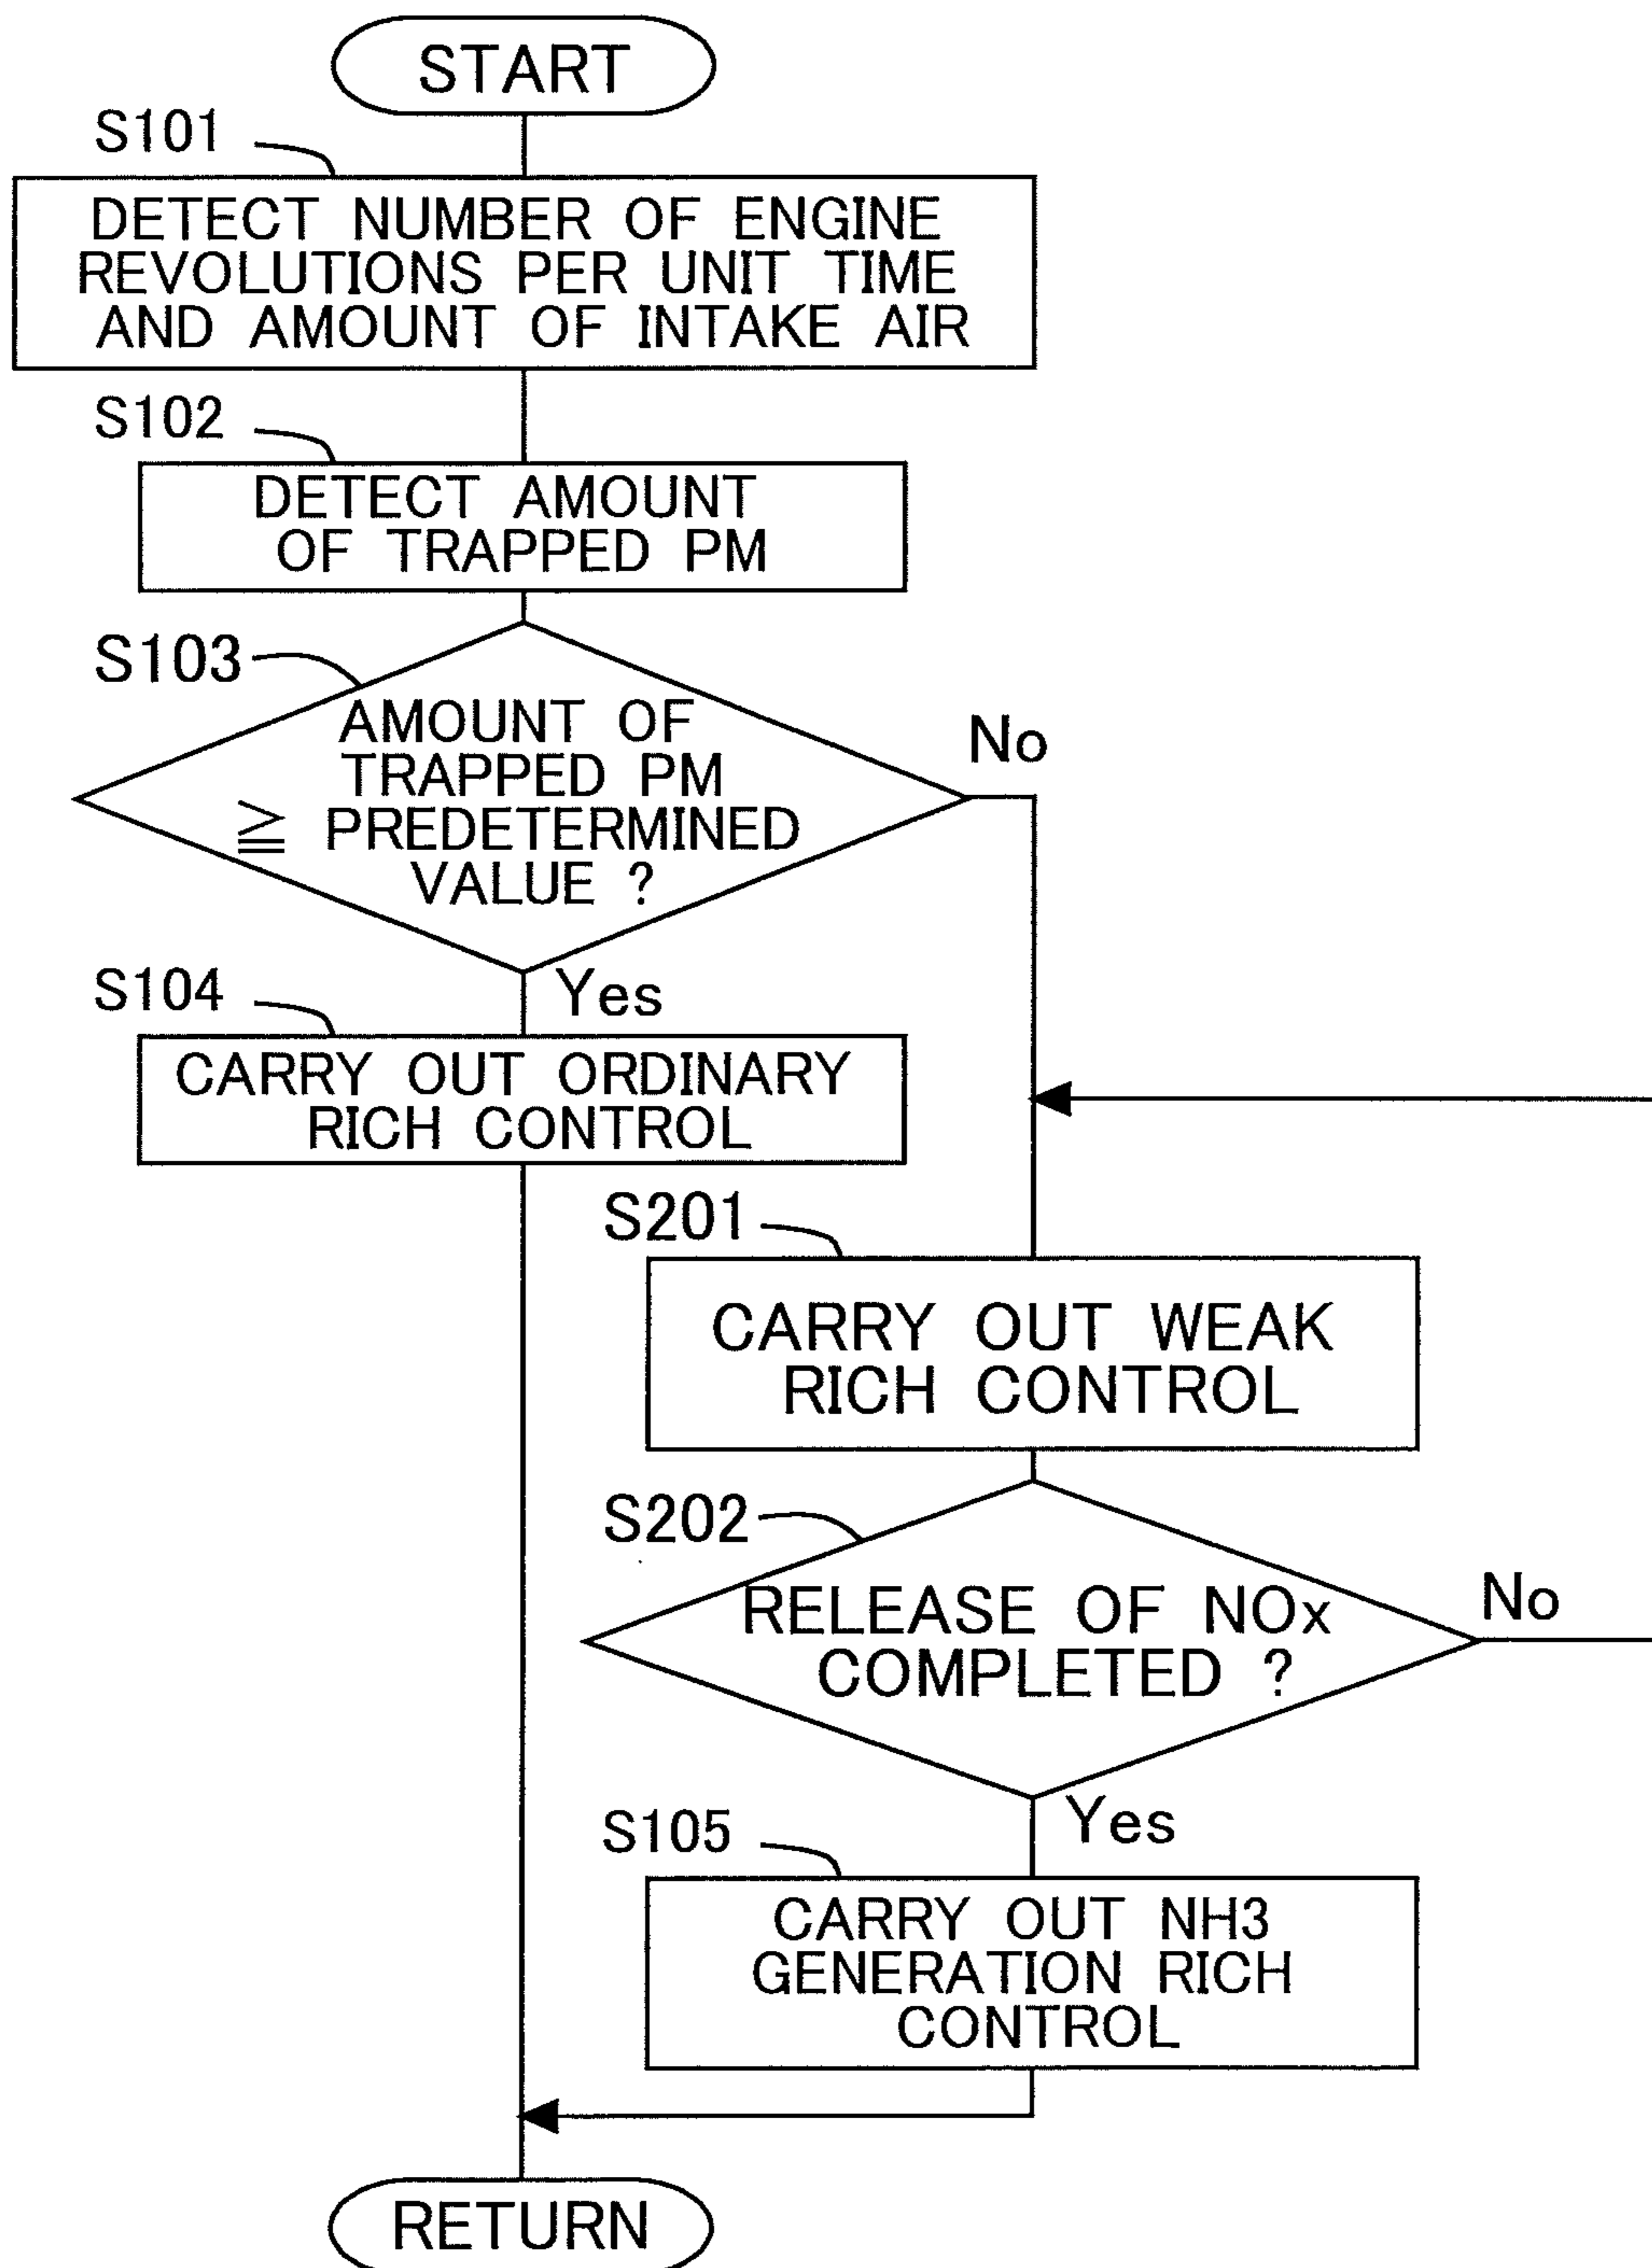 START
S101
DETECT NUMBER OF ENGINE
REVOLUTIONS PER UNIT TIME
AND AMOUNT OF INTAKE AIR
S102
DETECT AMOUNT
OF TRAPPED PM
S103
AMOUNT OF
TRAPPED PM
≧ PREDETERMINED
VALUE ?
No
Yes
S104
CARRY OUT ORDINARY
RICH CONTROL
S201
CARRY OUT WEAK
RICH CONTROL
S202
RELEASE OF NOx
COMPLETED ?
No
Yes
S105
CARRY OUT NH3
GENERATION RICH
CONTROL
RETURN